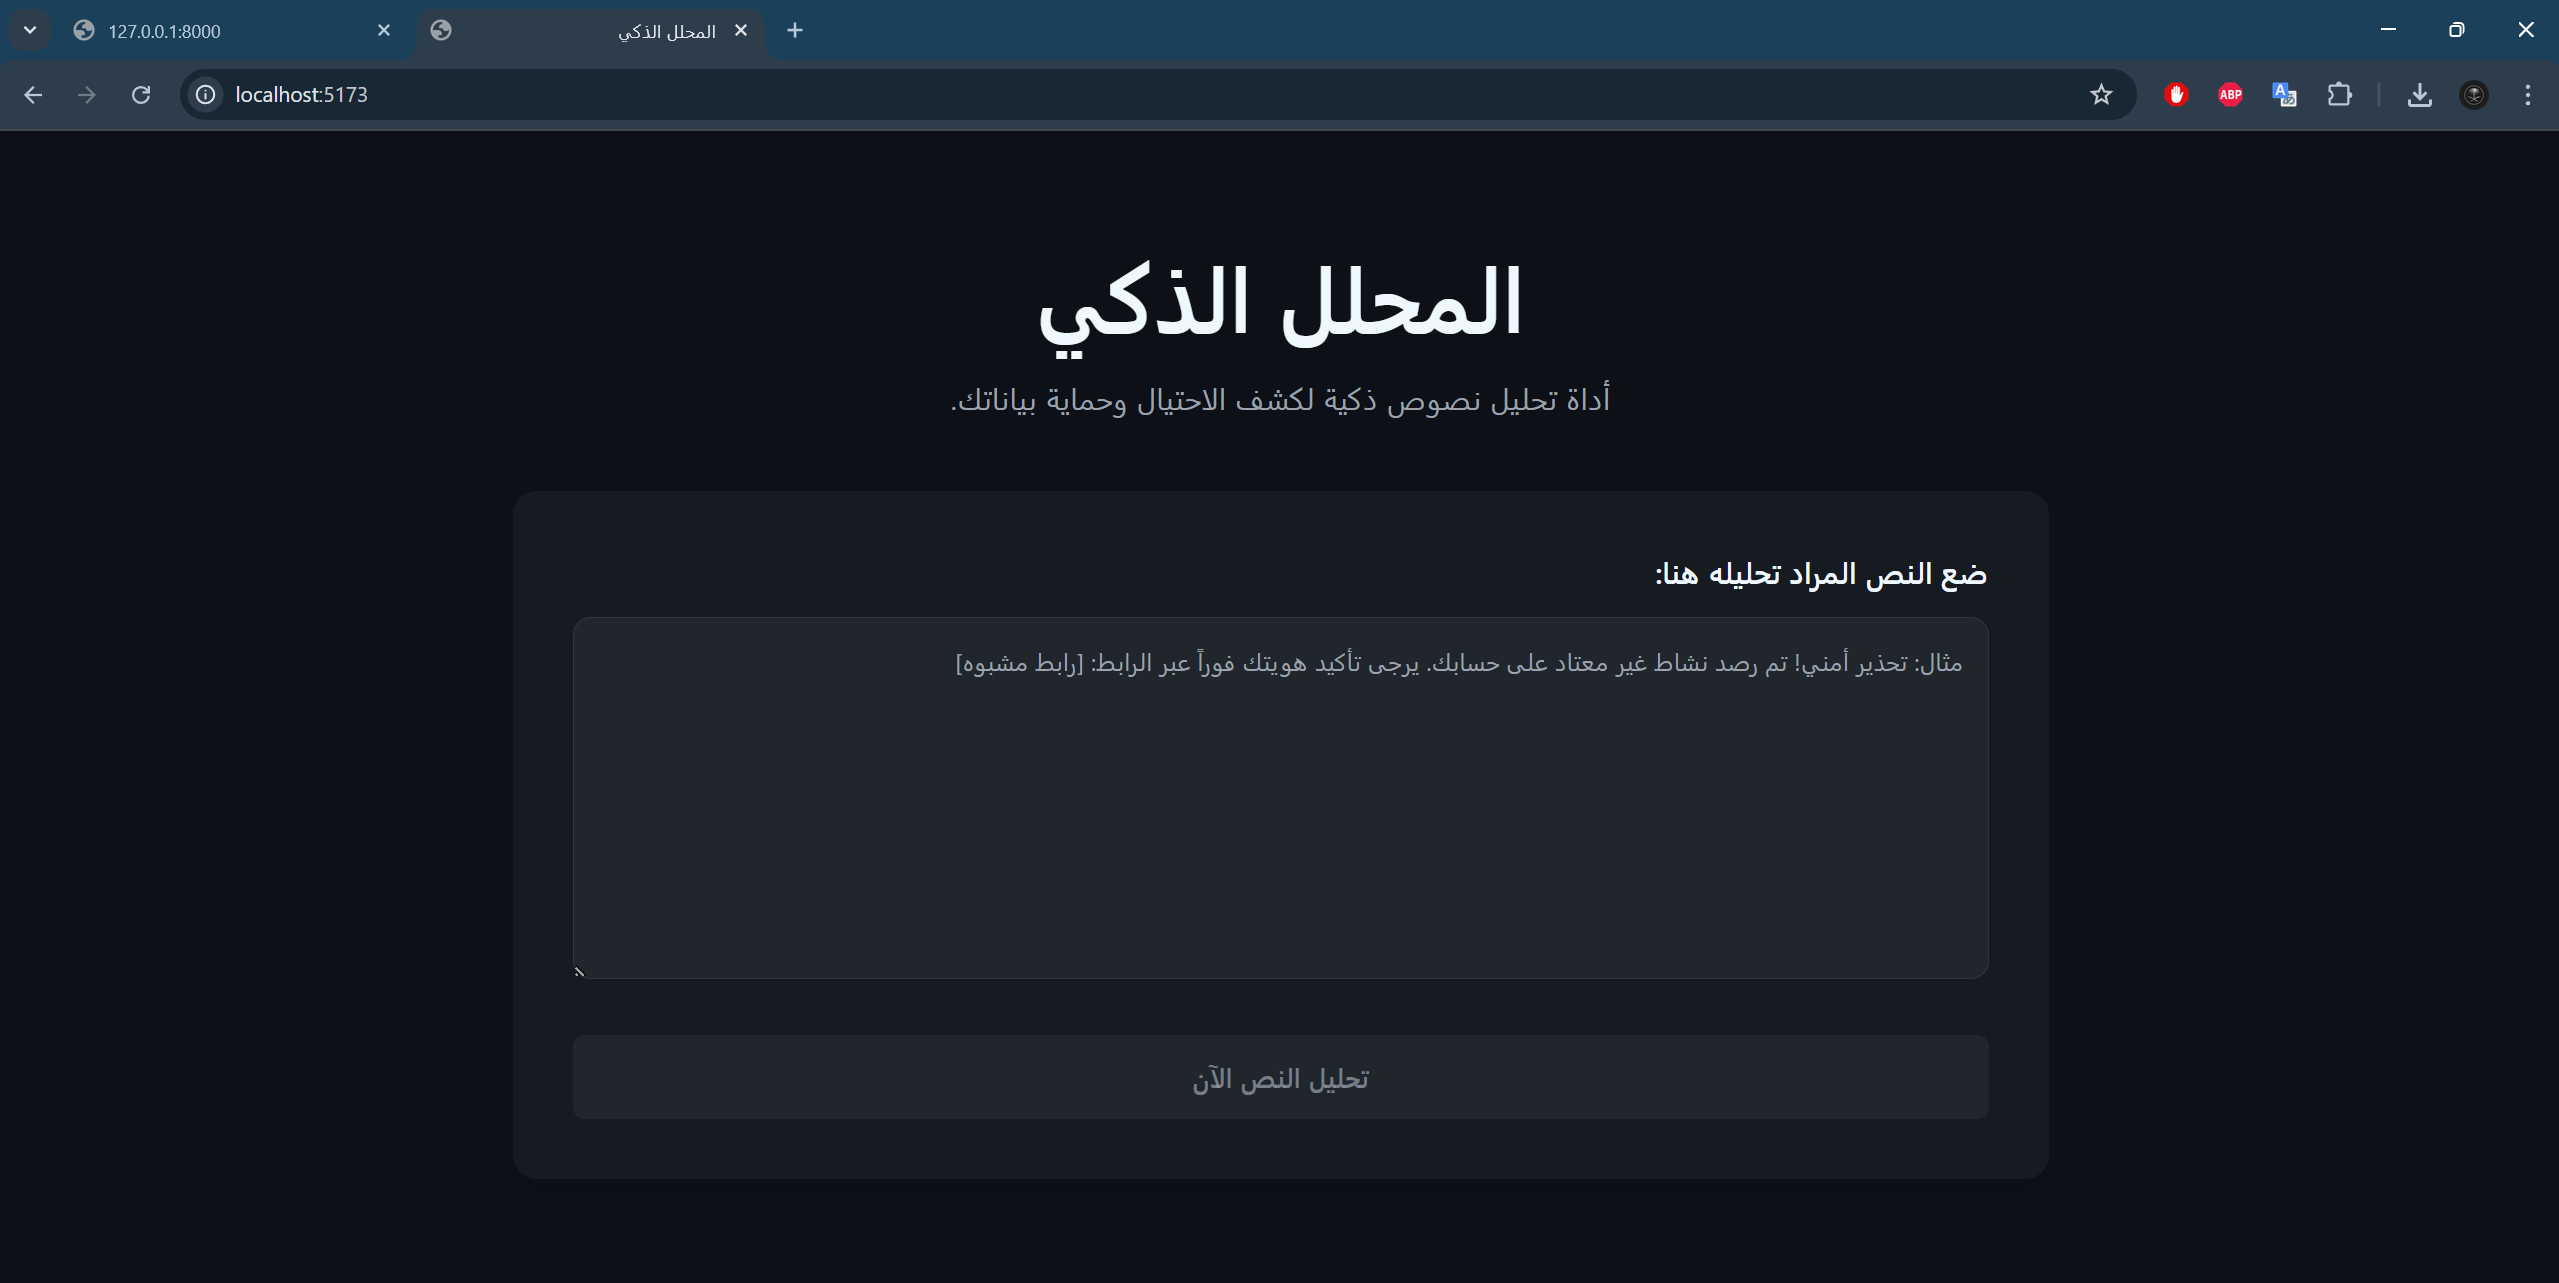 127.0.0.1:8000
المحلل الذكي
localhost:5173
ABP
المحلل الذكي
أداة تحليل نصوص ذكية لكشف الاحتيال وحماية بياناتك.
ضع النص المراد تحليله هنا:
مثال: تحذير أمني! تم رصد نشاط غير معتاد على حسابك. يرجى تأكيد هويتك فوراً عبر الرابط: [رابط مشبوه]
تحليل النص الآن